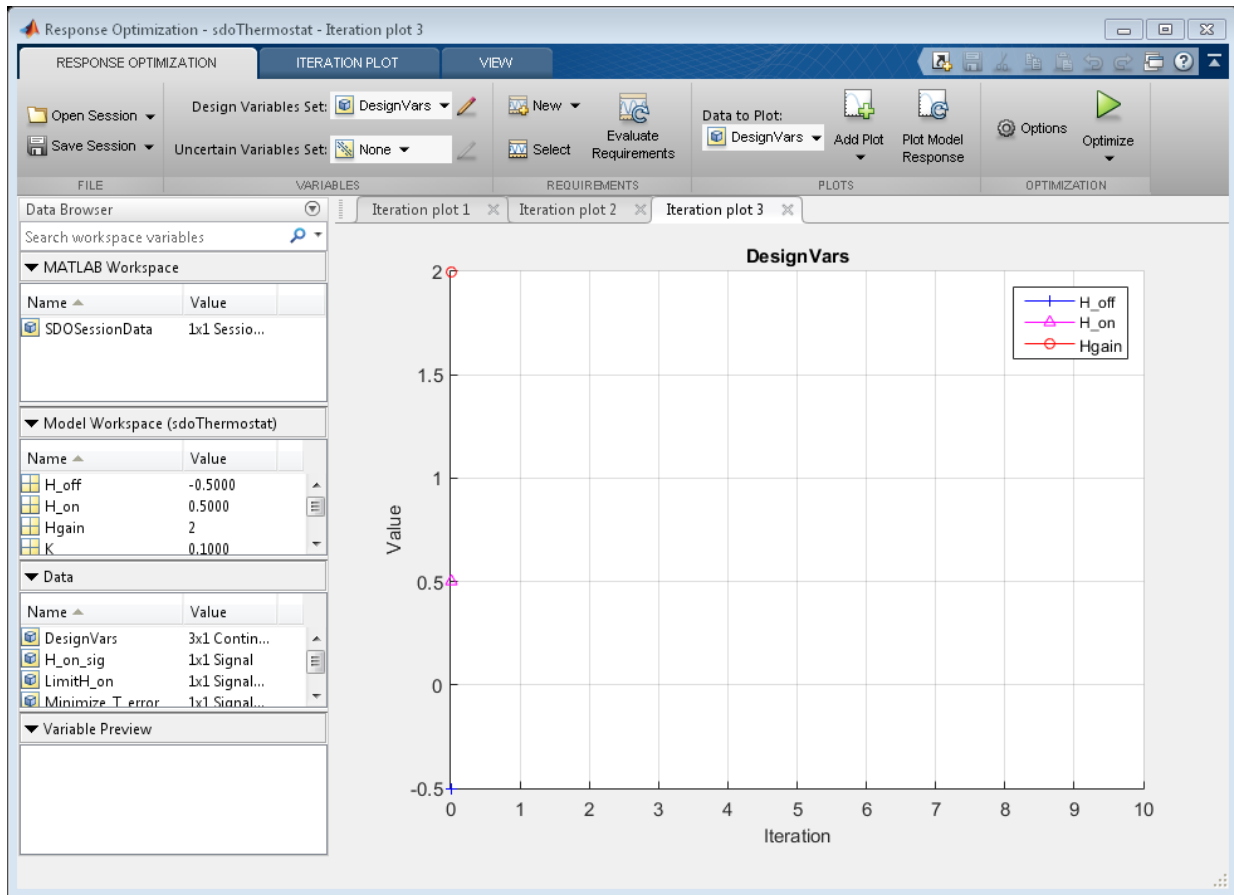 Response Optimization - sdoThermostat - Iteration plot 3
RESPONSE OPTIMIZATION ITERATION PLOT VIEW
Open Session
Save Session
FILE
Design Variables Set: DesignVars
Uncertain Variables Set: None
VARIABLES
New
Select
Evaluate
Requirements
REQUIREMENTS
Data to Plot:
DesignVars
Add Plot
Plot Model
Response
PLOTS
Options
Optimize
OPTIMIZATION
Data Browser
Search workspace variables
MATLAB Workspace
Name Value
SDOSessionData 1x1 Sessio...
Model Workspace (sdoThermostat)
Name Value
H_off -0.5000
H_on 0.5000
Hgain 2
K 0.1000
Data
Name Value
DesignVars 3x1 Contin...
H_on_sig 1x1 Signal
LimitH_on 1x1 Signal...
Minimize_T_error 1x1 Signal...
Variable Preview
Iteration plot 1 Iteration plot 2 Iteration plot 3
DesignVars
H_off
H_on
Hgain
Value
2
1.5
1
0.5
0
-0.5
0 1 2 3 4 5 6 7 8 9 10
Iteration